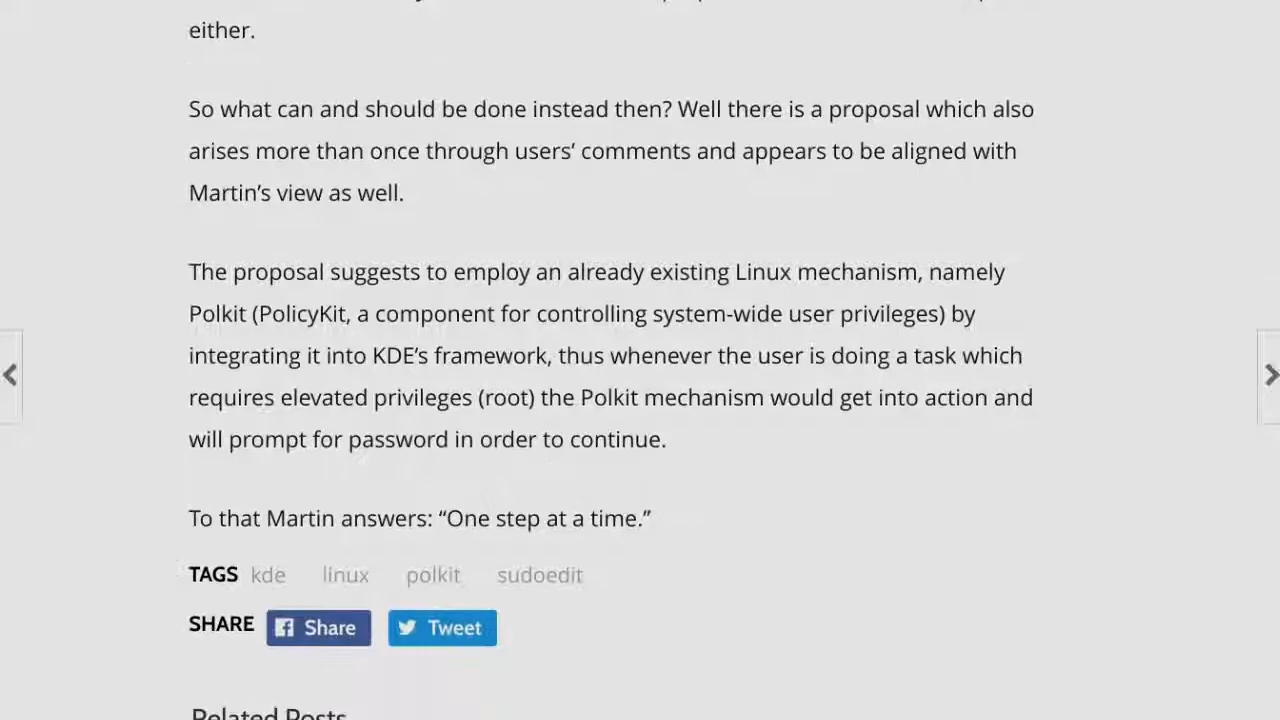 either.
So what can and should be done instead then? Well there is a proposal which also
arises more than once through users’ comments and appears to be aligned with
Martin’s view as well.
The proposal suggests to employ an already existing Linux mechanism, namely
Polkit (PolicyKit, a component for controlling system-wide user privileges) by
integrating it into KDE’s framework, thus whenever the user is doing a task which
requires elevated privileges (root) the Polkit mechanism would get into action and
will prompt for password in order to continue.
To that Martin answers: “One step at a time.”
TAGS kde linux polkit sudoedit
SHARE Share Tweet
Related Posts